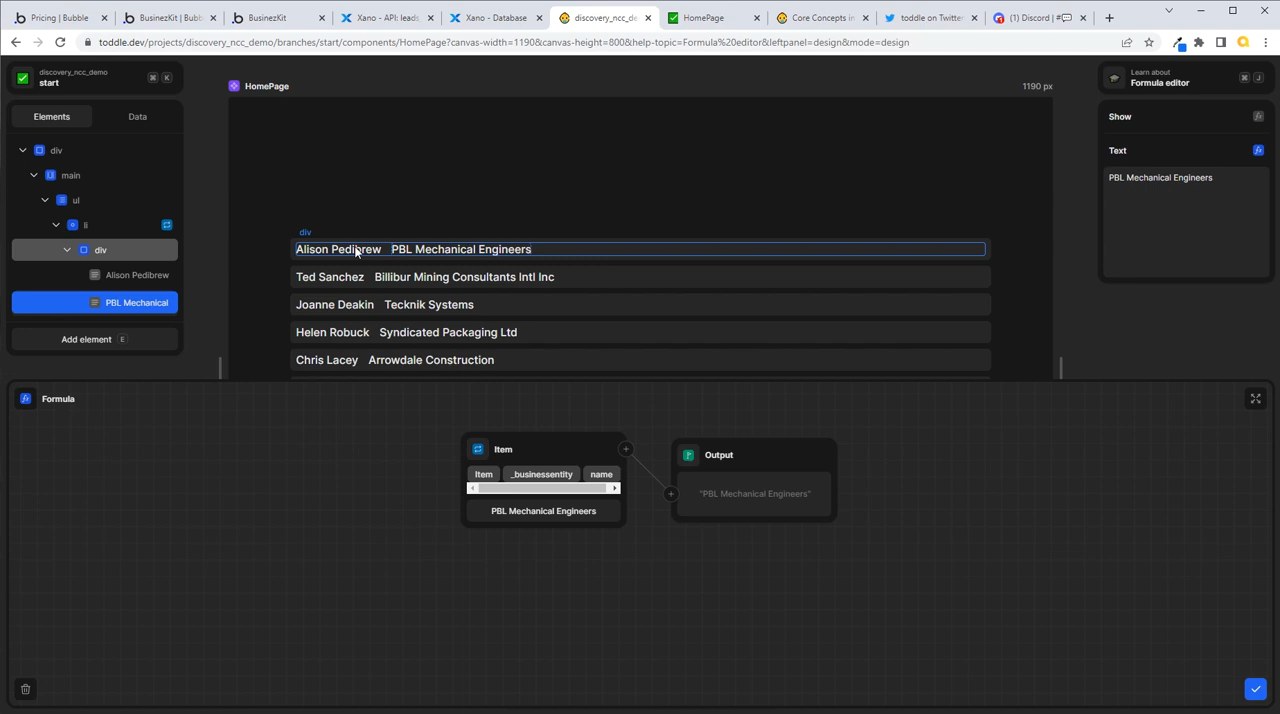 Pricing | Bubble
BusinezKit | Bubb
BusinezKit
Xano - API: leads
Xano - Database
discovery_ncc_de
HomePage
Core Concepts in
toddle on Twitter
(1) Discord | #
toddle.dev/projects/discovery_ncc_demo/branches/start/components/HomePage?canvas-width=1190&canvas-height=800&help-topic=Formula%20editor&leftpanel=design&mode=design
discovery_ncc_demo
start
⌘ K
HomePage
1190 px
Learn about
Formula editor
⌘ J
Elements
Data
Show
fx
div
Text
fx
main
PBL Mechanical Engineers
ul
li
div
div
Alison Pedibrew PBL Mechanical Engineers
Alison Pedibrew
Ted Sanchez Billibur Mining Consultants Intl Inc
PBL Mechanical
Joanne Deakin Tecknik Systems
Add element E
Helen Robuck Syndicated Packaging Ltd
Chris Lacey Arrowdale Construction
fx Formula
Item
Output
Item _businessentity name
"PBL Mechanical Engineers"
PBL Mechanical Engineers